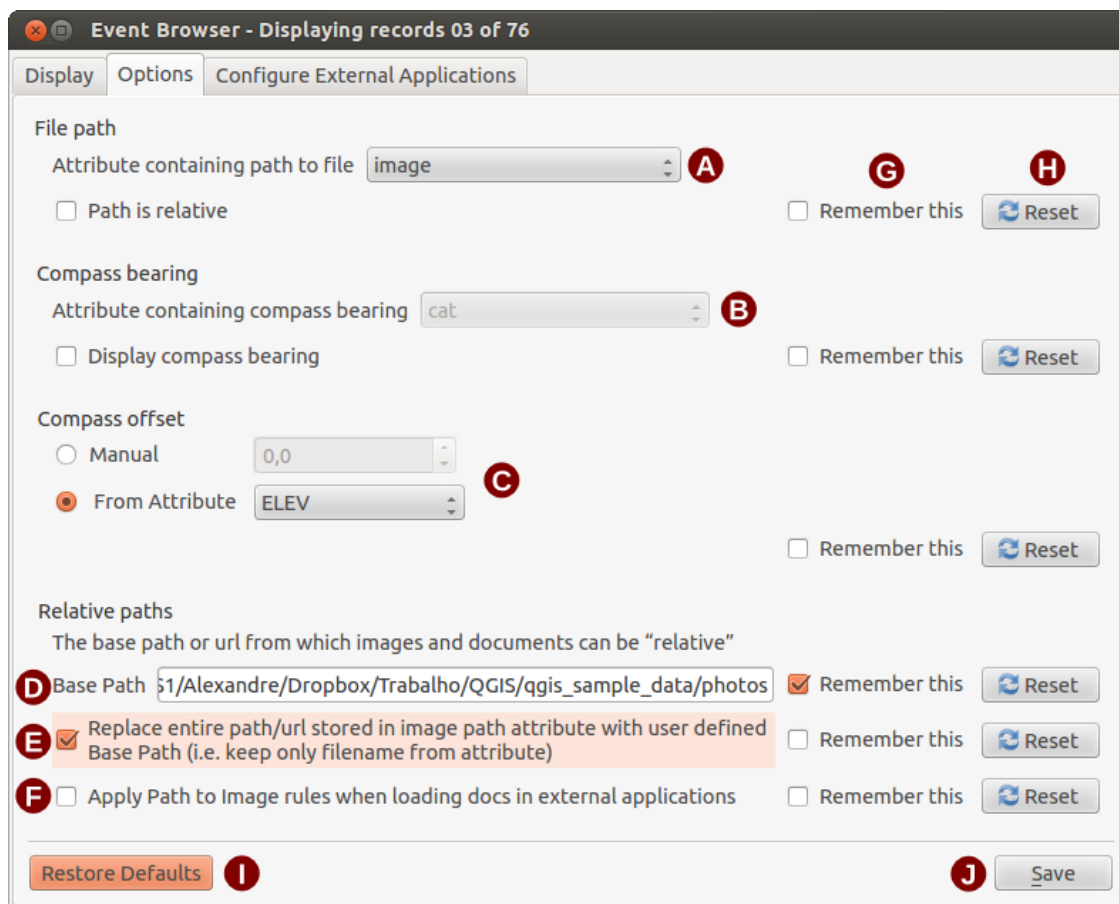 Event Browser - Displaying records 03 of 76
Display Options Configure External Applications
File path
Attribute containing path to file image A G H
Path is relative Remember this Reset
Compass bearing
Attribute containing compass bearing cat B
Display compass bearing Remember this Reset
Compass offset
Manual 0,0
C
From Attribute ELEV
Remember this Reset
Relative paths
The base path or url from which images and documents can be “relative”
D Base Path /Alexandre/Dropbox/Trabalho/QGIS/qgis_sample_data/photos Remember this Reset
E Replace entire path/url stored in image path attribute with user defined
Base Path (i.e. keep only filename from attribute) Remember this Reset
F Apply Path to Image rules when loading docs in external applications Remember this Reset
Restore Defaults I J Save